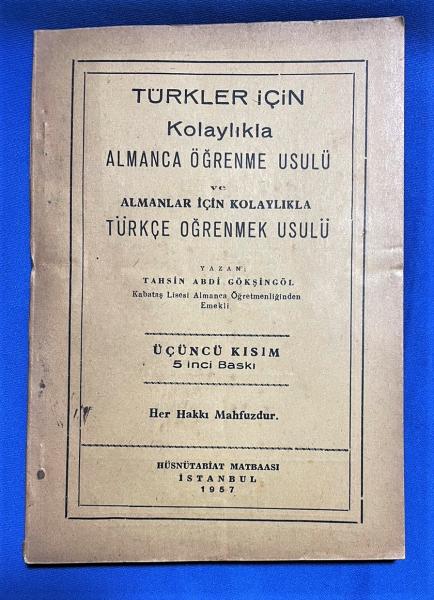 TÜRKLER İÇİN
Kolaylıkla
ALMANCA ÖĞRENME USULÜ
ve
ALMANLAR İÇİN KOLAYLIKLA
TÜRKÇE OĞRENMEK USULÜ
YAZAN:
TAHSİN ABDİ GÖKŞİNGÖL
Kabataş Lisesi Almanca Öğretmenliğinden
Emekli
ÜÇÜNCÜ KISIM
5 inci Baskı
Her Hakkı Mahfuzdur.
HÜSNÜTABİAT MATBAASI
İSTANBUL
1957